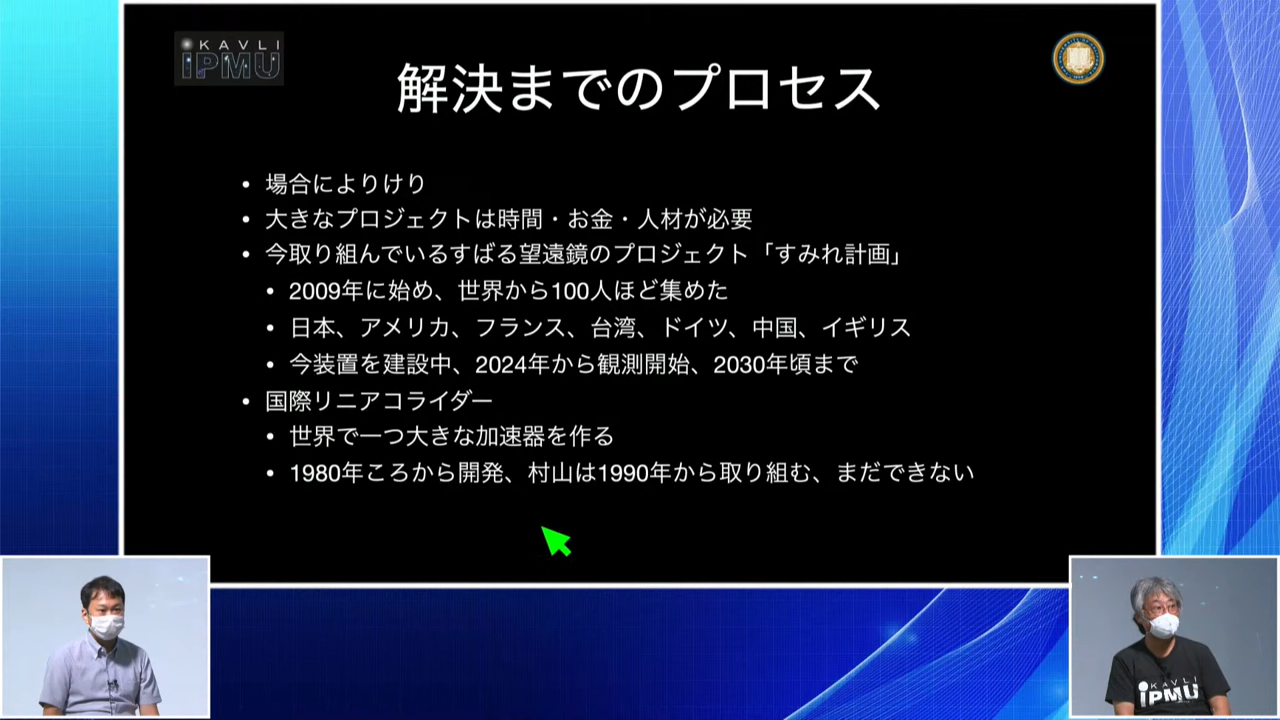 KAVLI
IPMU
解決までのプロセス
• 場合によりけり
• 大きなプロジェクトは時間・お金・人材が必要
• 今取り組んでいるすばる望遠鏡のプロジェクト「すみれ計画」
• 2009年に始め、世界から100人ほど集めた
• 日本、アメリカ、フランス、台湾、ドイツ、中国、イギリス
• 今装置を建設中、2024年から観測開始、2030年頃まで
• 国際リニアコライダー
• 世界で一つ大きな加速器を作る
• 1980年ころから開発、村山は1990年から取り組む、まだできない
KAVLI
IPMU